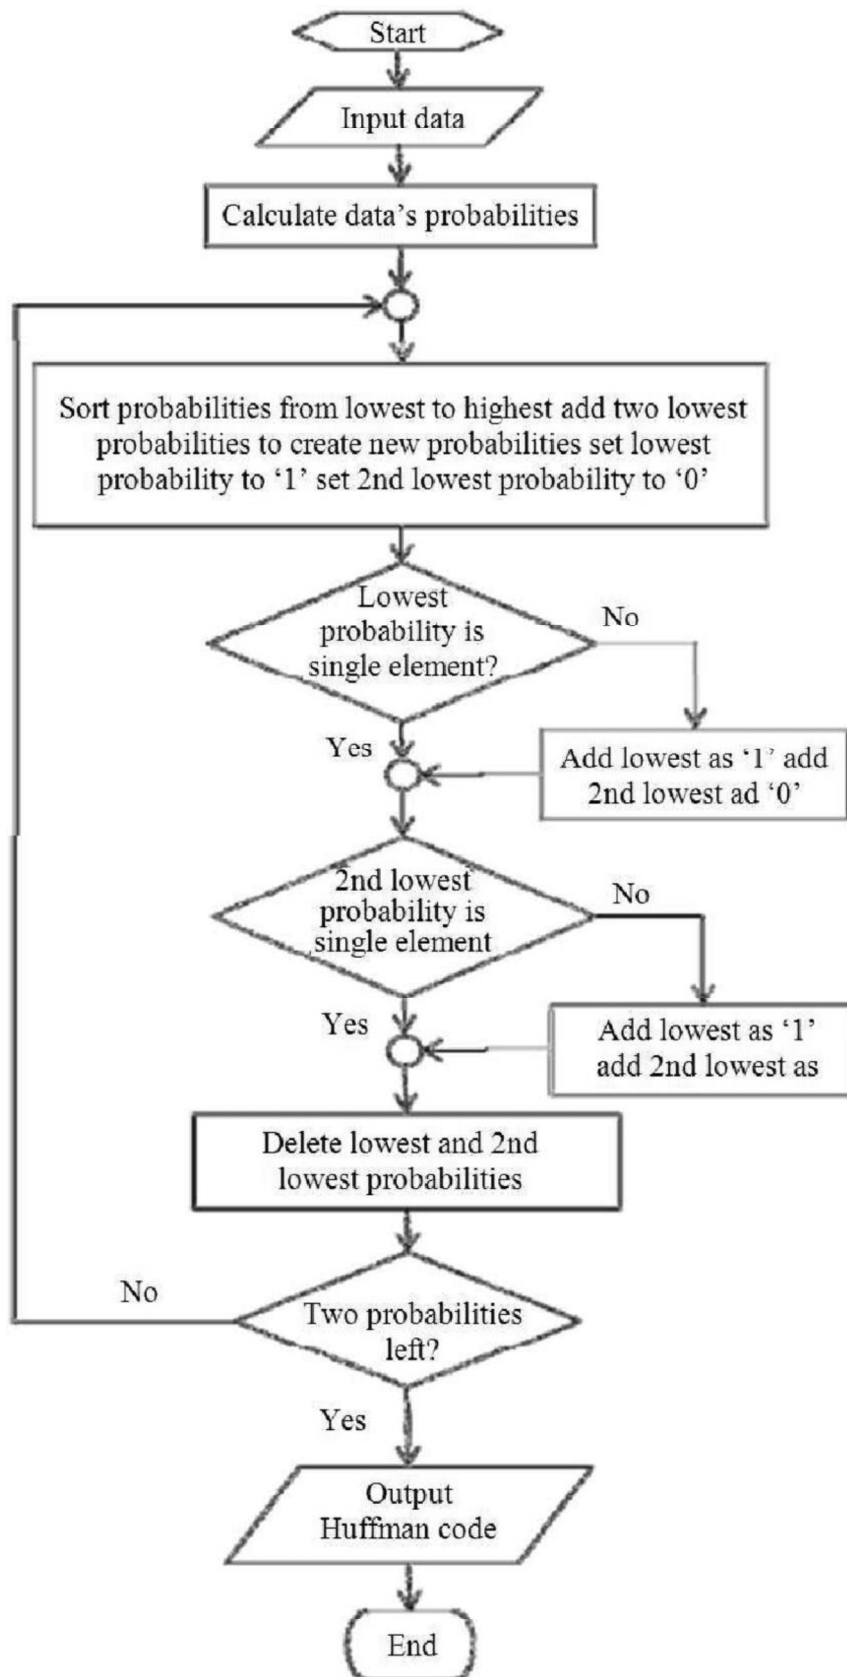 Start
Input data
Calculate data's probabilities
Sort probabilities from lowest to highest add two lowest
probabilities to create new probabilities set lowest
probability to ‘1’ set 2nd lowest probability to ‘0’
Lowest
probability is
single element?
No
Yes
Add lowest as ‘1’ add
2nd lowest ad ‘0’
2nd lowest
probability is
single element
No
Yes
Add lowest as ‘1’
add 2nd lowest as
Delete lowest and 2nd
lowest probabilities
Two probabilities
left?
No
Yes
Output
Huffman code
End